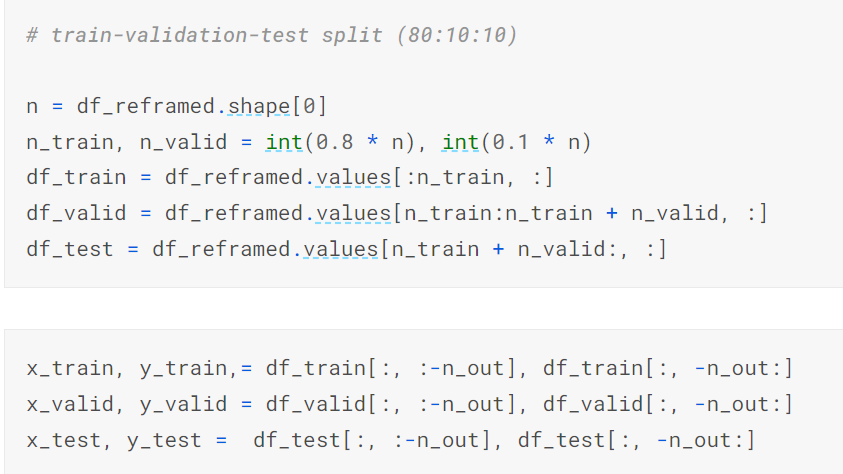 # train-validation-test split (80:10:10)
n = df_reframed.shape[0]
n_train, n_valid = int(0.8 * n), int(0.1 * n)
df_train = df_reframed.values[:n_train, :]
df_valid = df_reframed.values[n_train:n_train + n_valid, :]
df_test = df_reframed.values[n_train + n_valid:, :]
x_train, y_train,= df_train[:, :-n_out], df_train[:, -n_out:]
x_valid, y_valid = df_valid[:, :-n_out], df_valid[:, -n_out:]
x_test, y_test =  df_test[:, :-n_out], df_test[:, -n_out:]